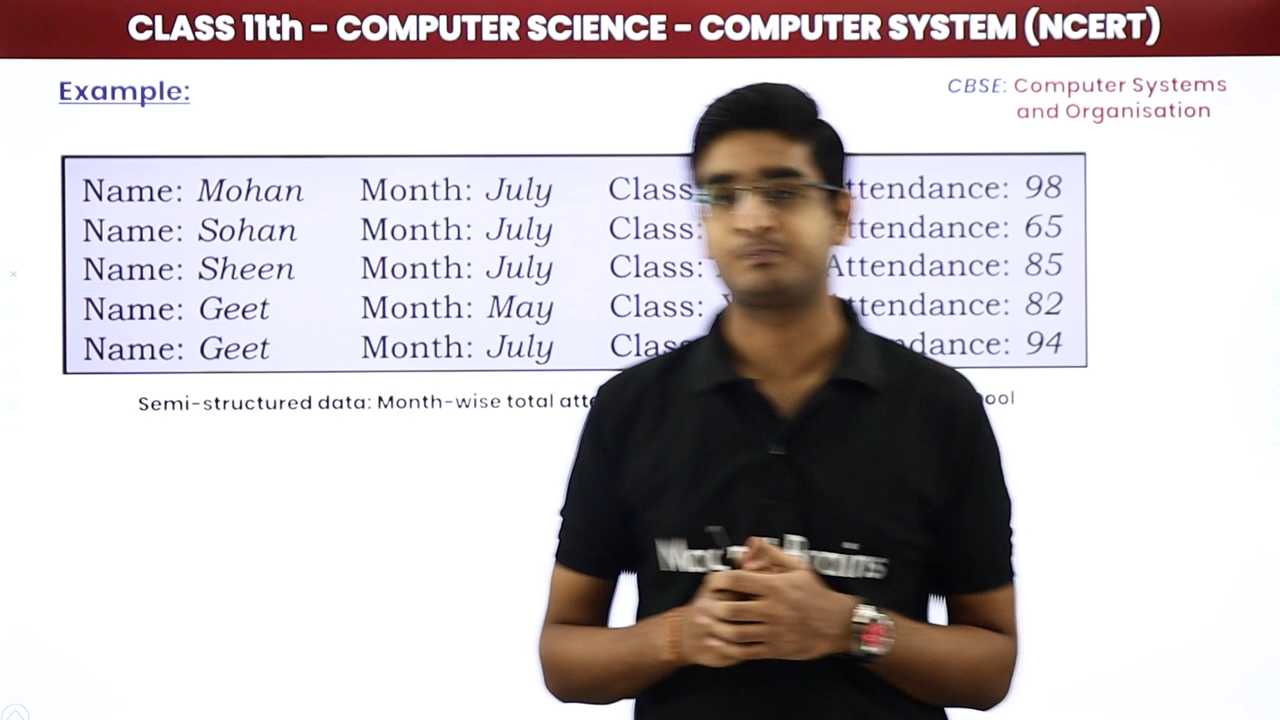 CLASS 11th - COMPUTER SCIENCE - COMPUTER SYSTEM (NCERT)
Example:
CBSE: Computer Systems
and Organisation
Name: Mohan Month: July Class ttendance: 98
Name: Sohan Month: July Class: ttendance: 65
Name: Sheen Month: July Class: Attendance: 85
Name: Geet Month: May Class: ttendance: 82
Name: Geet Month: July Clas ndance: 94
Semi-structured data: Month-wise total atte ool